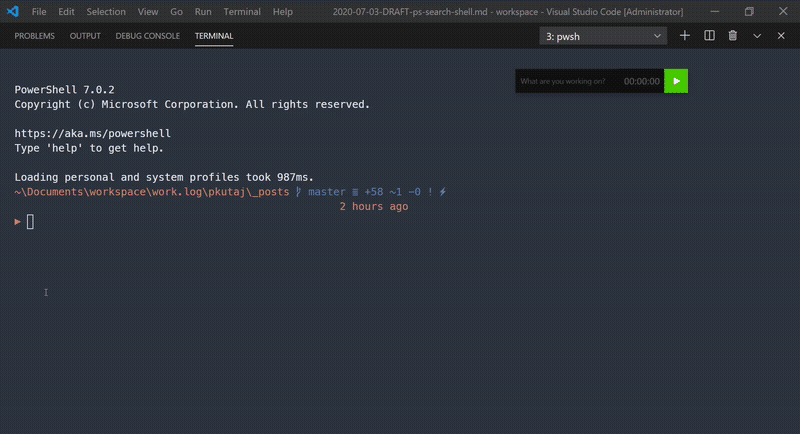 File Edit Selection View Go Run Terminal Help 2020-07-03-DRAFT-ps-search-shell.md - workspace - Visual Studio Code [Administrator]
PROBLEMS OUTPUT DEBUG CONSOLE TERMINAL 3: pwsh
What are you working on? 00:00:00
PowerShell 7.0.2
Copyright (c) Microsoft Corporation. All rights reserved.
https://aka.ms/powershell
Type 'help' to get help.
Loading personal and system profiles took 987ms.
~\Documents\workspace\work.log\pkutaj\_posts master ≡ +58 ~1 -0 !
2 hours ago